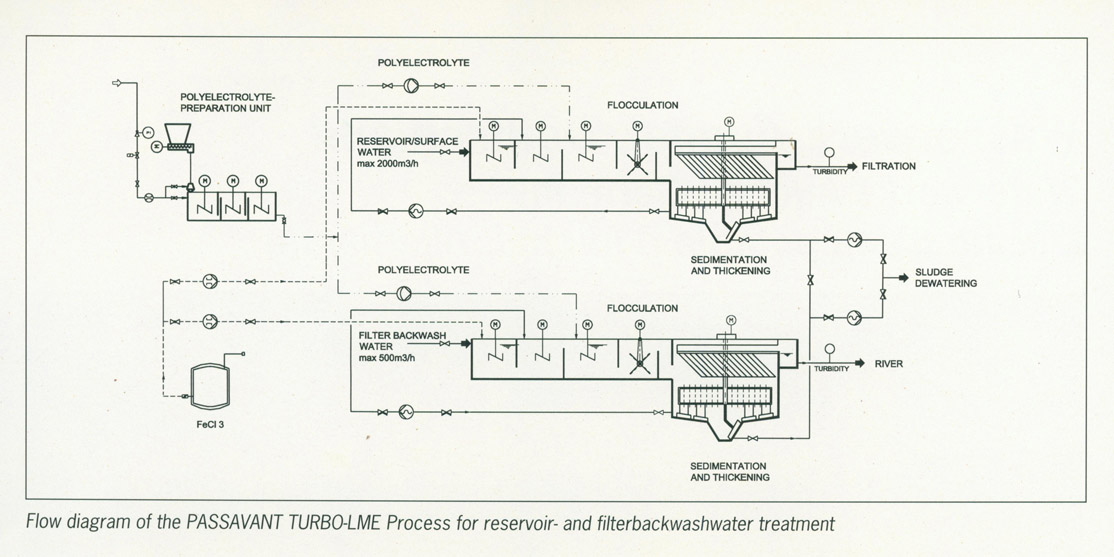 POLYELECTROLYTE
POLYELECTROLYTE-
PREPARATION UNIT
FLOCCULATION
M
M
M
M
M
M
RESERVOIR/SURFACE
WATER
max 2000m3/h
TURBIDITY
FILTRATION
M
M
M
SEDIMENTATION
AND THICKENING
POLYELECTROLYTE
SLUDGE
DEWATERING
FLOCCULATION
M
M
M
M
M
FILTER BACKWASH
WATER
max 500m3/h
TURBIDITY
RIVER
FeCl 3
SEDIMENTATION
AND THICKENING
Flow diagram of the PASSAVANT TURBO-LME Process for reservoir- and filterbackwashwater treatment